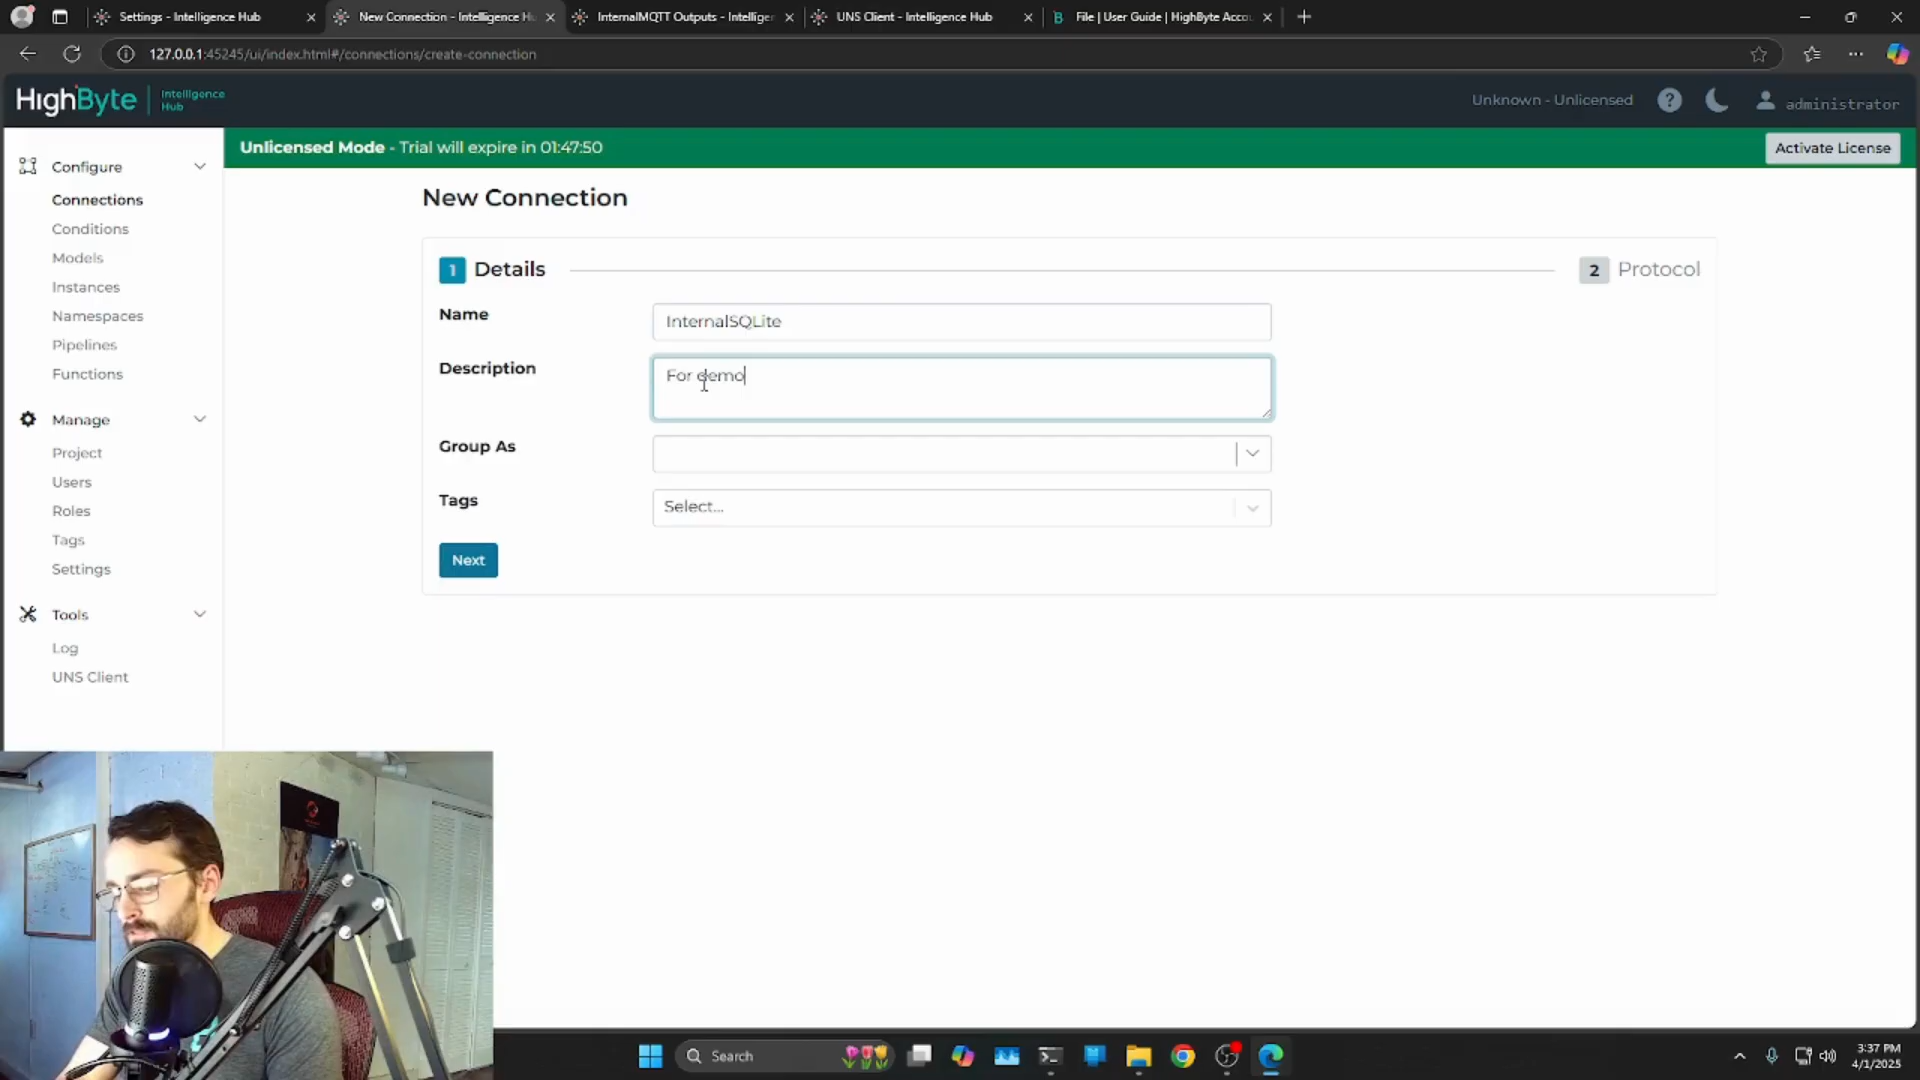 Settings - Intelligence Hub
New Connection - Intelligence Hu
InternalMQTT Outputs - Intelliger
UNS Client - Intelligence Hub
File | User Guide | HighByte Accou
127.0.0.1:45245/ui/index.html#/connections/create-connection
HighByte
Intelligence
Hub
Unknown - Unlicensed
administrator
Unlicensed Mode - Trial will expire in 01:47:50
Activate License
Configure
Connections
Conditions
Models
Instances
Namespaces
Pipelines
Functions
Manage
Project
Users
Roles
Tags
Settings
Tools
Log
UNS Client
New Connection
1 Details
2 Protocol
Name
InternalSQLite
Description
For demo
Group As
Tags
Select...
Next
Search
3:37 PM
4/1/2025